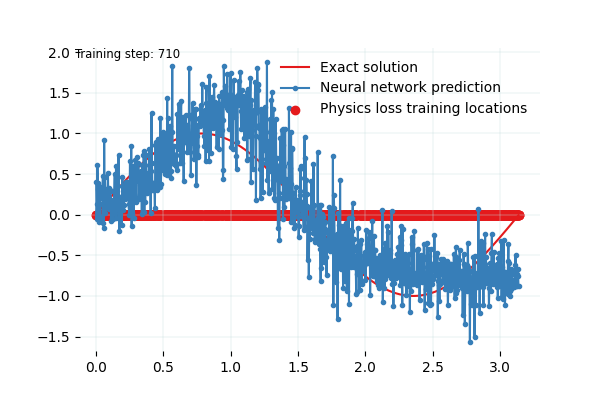 Training step: 710
Exact solution
Neural network prediction
Physics loss training locations
2.0
1.5
1.0
0.5
0.0
−0.5
−1.0
−1.5
0.0 0.5 1.0 1.5 2.0 2.5 3.0